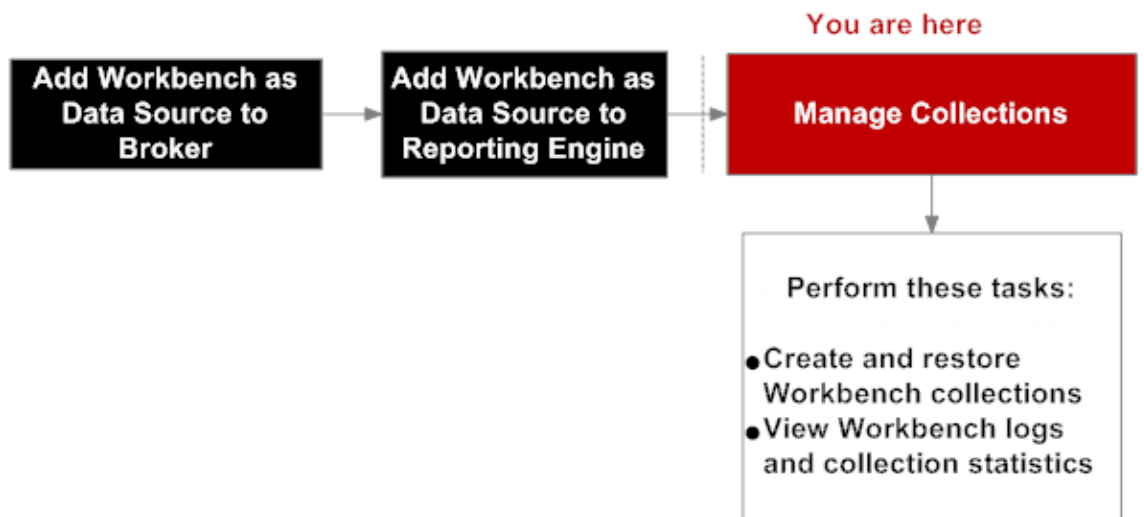 You are here
Add Workbench as
Data Source to
Broker
Add Workbench as
Data Source to
Reporting Engine
Manage Collections
Perform these tasks:
●Create and restore
Workbench collections
●View Workbench logs
and collection statistics